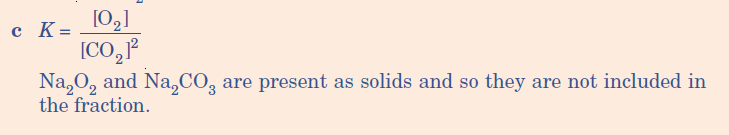 c K = [O₂] / [CO₂]²
Na₂O₂ and Na₂CO₃ are present as solids and so they are not included in
the fraction.